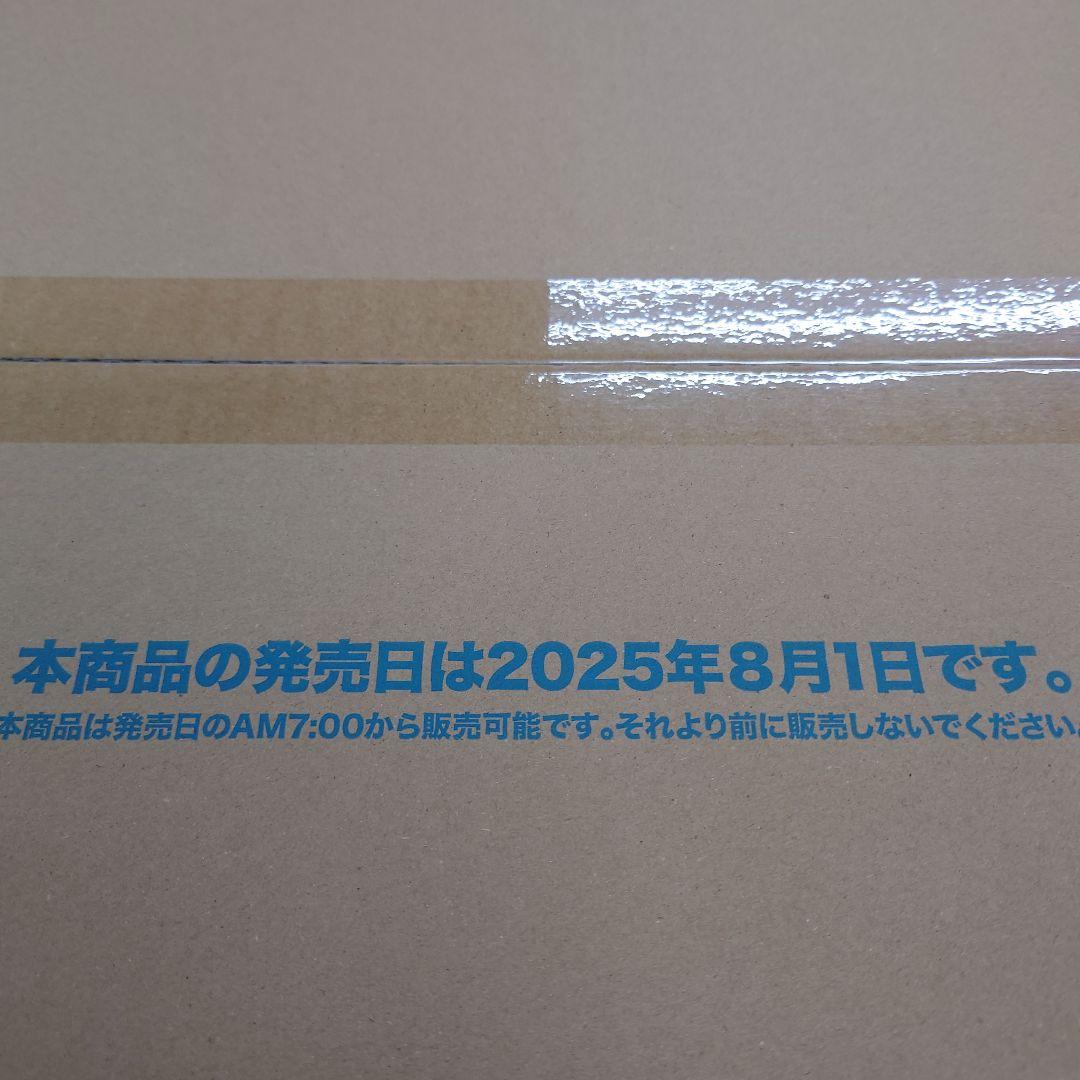 本商品の発売日は2025年8月1日です。
本商品は発売日のAM7:00から販売可能です。それより前に販売しないでください。